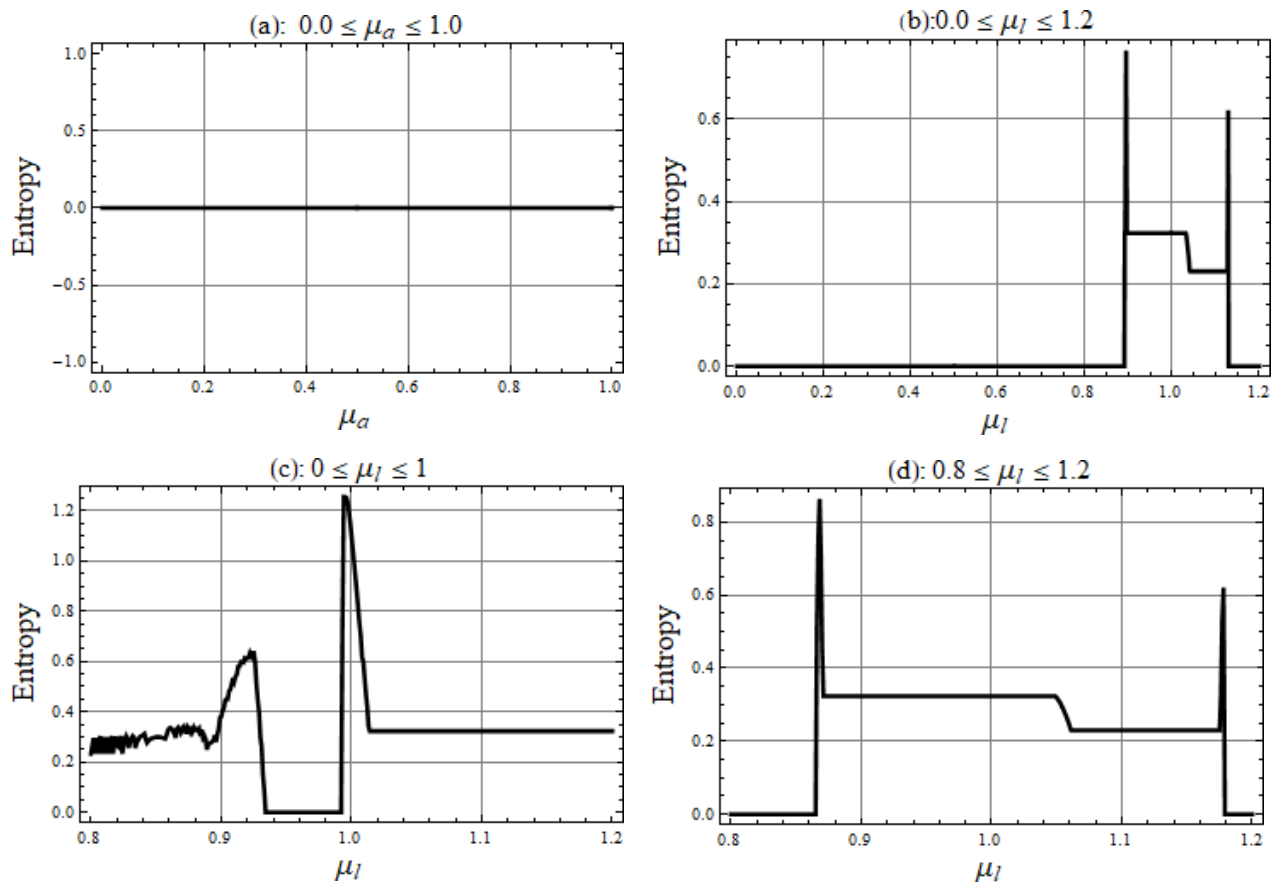 (a): 0.0 ≤ μa ≤ 1.0
1.0
0.5
0.0
−0.5
−1.0
Entropy
0.0 0.2 0.4 0.6 0.8 1.0
μa
(b):0.0 ≤ μl ≤ 1.2
0.6
0.4
0.2
0.0
Entropy
0.0 0.2 0.4 0.6 0.8 1.0 1.2
μl
(c): 0 ≤ μl ≤ 1
1.2
1.0
0.8
0.6
0.4
0.2
0.0
Entropy
0.8 0.9 1.0 1.1 1.2
μl
(d): 0.8 ≤ μl ≤ 1.2
0.8
0.6
0.4
0.2
0.0
Entropy
0.8 0.9 1.0 1.1 1.2
μl